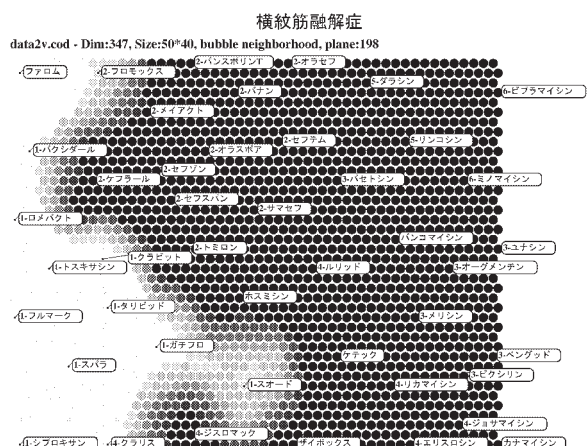 横紋筋融解症
data2v.cod - Dim:347, Size:50*40, bubble neighborhood, plane:198
2-パンスポリンT
2-オラセフ
ファロム
2-フロモックス
5-ダラシン
2-バナン
6-ビブラマイシン
2-メイアクト
2-セフテム
5-リンコシン
1-バクシダール
2-オラスポア
2-セフゾン
2-ケフラール
3-パセトシン
6-ミノマイシン
2-セフスパン
2-サマセフ
1-ロメバクト
バンコマイシン
2-トミロン
3-ユナシン
1-クラビット
1-トスキサシン
4-ルリッド
3-オーグメンチン
ホスミシン
1-タリビッド
1-フルマーク
3-メリシン
1-ガチフロ
ケテック
3-ペングッド
1-スパラ
3-ビクシリン
1-スオード
4-リカマイシン
4-ジョサマイシン
4-ジスロマック
1-シプロキサン
4-クラリス
ザイボックス
4-エリスロシン
カナマイシン